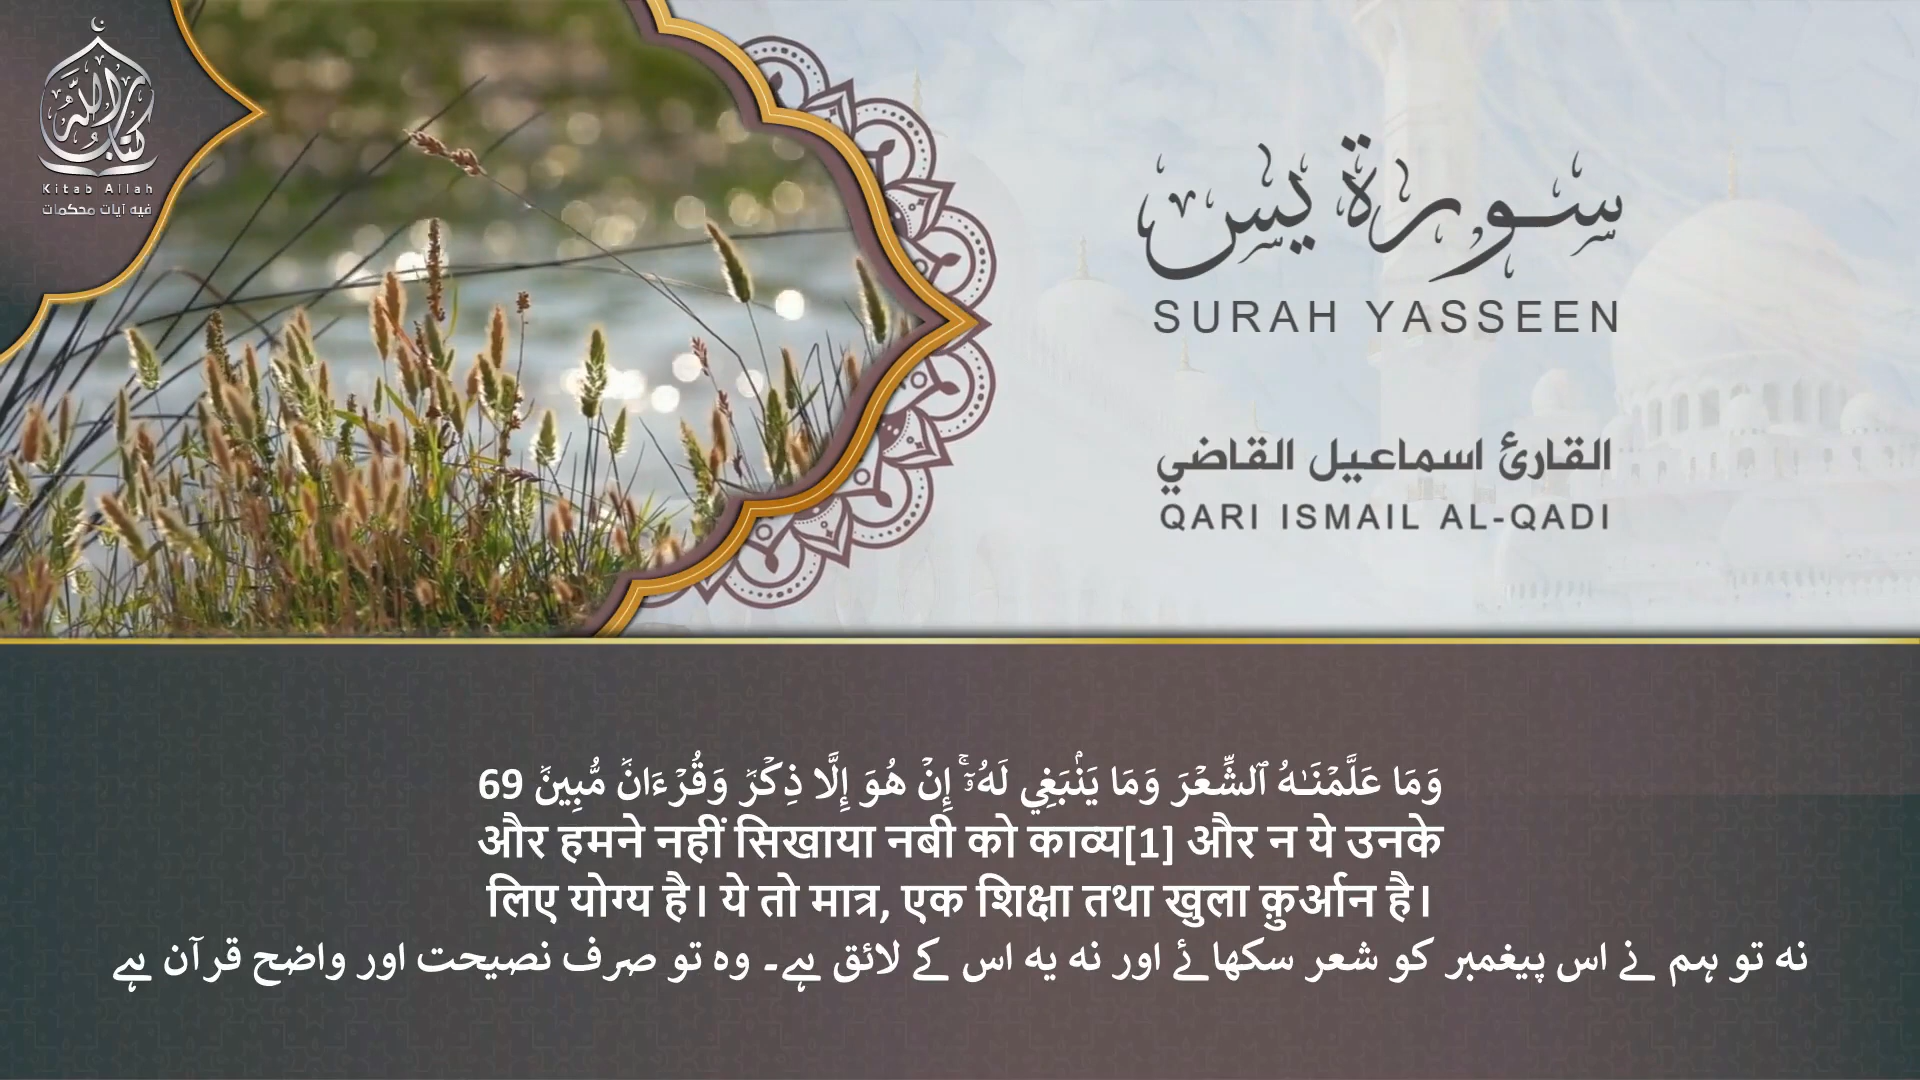 كتاب الله
Kitab Allah
فيه آيات محكمات
سورة يس
SURAH YASSEEN
القارئ اسماعيل القاضي
QARI ISMAIL AL-QADI
وَمَا عَلَّمۡنَٰهُ ٱلشِّعۡرَ وَمَا يَنۢبَغِي لَهُۥٓۚ إِنۡ هُوَ إِلَّا ذِكۡرٞ وَقُرۡءَانٞ مُّبِينٞ 69
और हमने नहीं सिखाया नबी को काव्य[1] और न ये उनके
लिए योग्य है। ये तो मात्र, एक शिक्षा तथा खुला क़ुर्आन है।
نہ تو ہم نے اس پیغمبر کو شعر سکھائے اور نہ یہ اس کے لائق ہے۔ وه تو صرف نصیحت اور واضح قرآن ہے